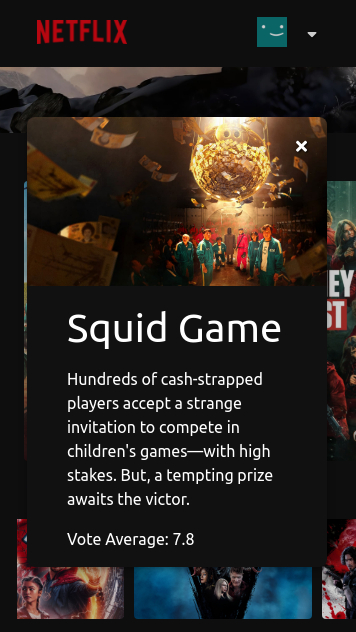 NETFLIX
Squid Game
Hundreds of cash-strapped
players accept a strange
invitation to compete in
children's games—with high
stakes. But, a tempting prize
awaits the victor.
Vote Average: 7.8